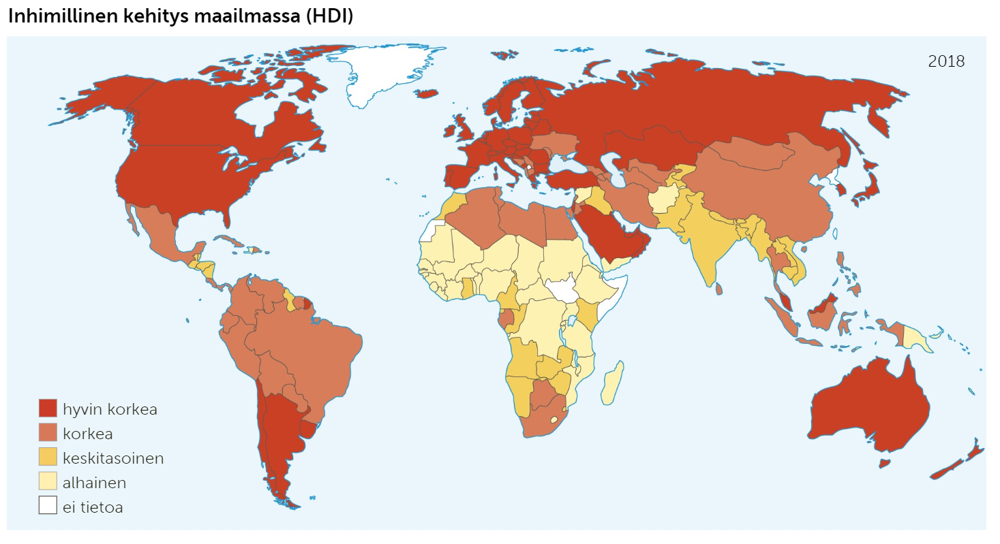 Inhimillinen kehitys maailmassa (HDI)
2018
hyvin korkea
korkea
keskitasoinen
alhainen
ei tietoa